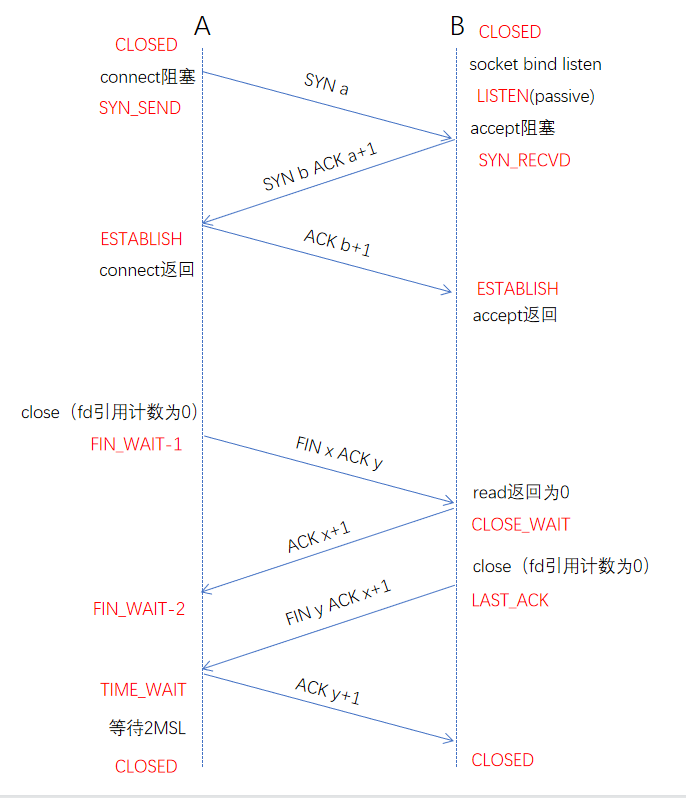 A
B
CLOSED
CLOSED
connect阻塞
socket bind listen
SYN a
SYN_SEND
LISTEN(passive)
accept阻塞
SYN_RECVD
SYN b ACK a+1
ESTABLISH
ACK b+1
connect返回
ESTABLISH
accept返回
close（fd引用计数为0）
FIN_WAIT-1
FIN x ACK y
read返回为0
CLOSE_WAIT
ACK x+1
close（fd引用计数为0）
FIN_WAIT-2
FIN y ACK x+1
LAST_ACK
TIME_WAIT
ACK y+1
等待2MSL
CLOSED
CLOSED